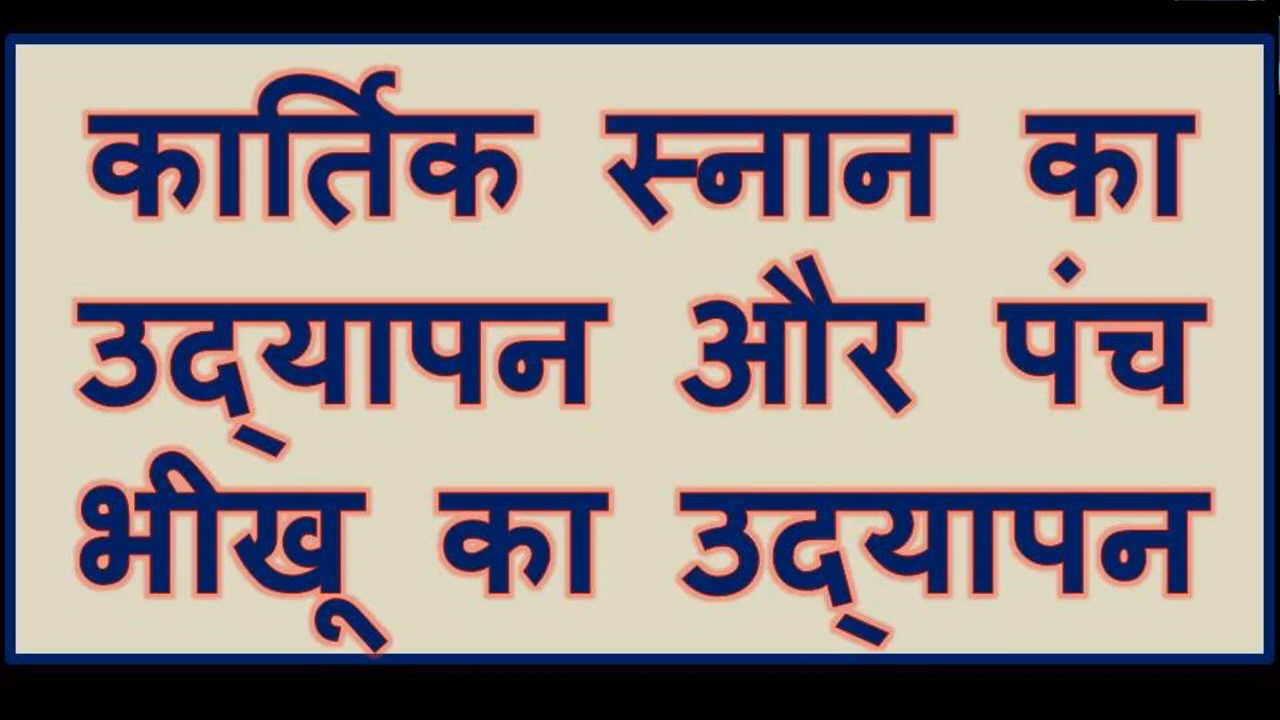 कार्तिक स्नान का
उद्‌यापन और पंच
भीखू का उद्‌यापन